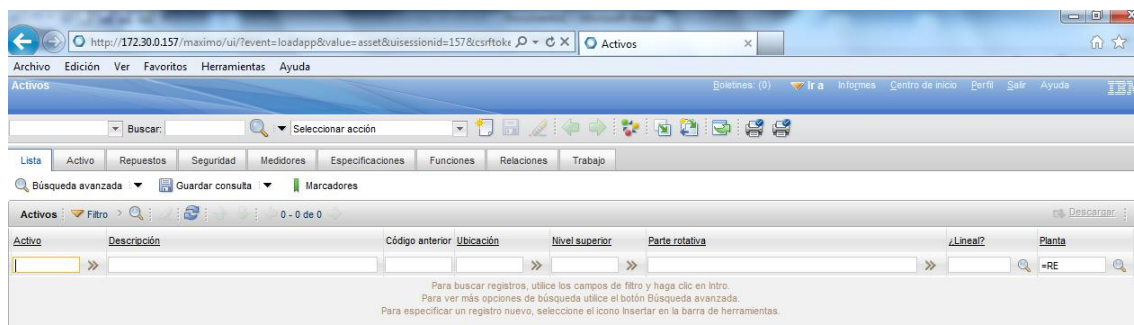 http://172.30.0.157/maximo/ui/?event=loadapp&value=asset&uisessionid=157&csrftoke
Activos
Archivo Edición Ver Favoritos Herramientas Ayuda
Activos Boletines: (0) Ir a Informes Centro de inicio Perfil Salir Ayuda IBM
Buscar: Seleccionar acción
Lista Activo Repuestos Seguridad Medidores Especificaciones Funciones Relaciones Trabajo
Búsqueda avanzada Guardar consulta Marcadores
Activos Filtro 0 - 0 de 0 Descargar
Activo Descripción Código anterior Ubicación Nivel superior Parte rotativa ¿Lineal? Planta
=RE
Para buscar registros, utilice los campos de filtro y haga clic en Intro.
Para ver más opciones de búsqueda utilice el botón Búsqueda avanzada.
Para especificar un registro nuevo, seleccione el icono Insertar en la barra de herramientas.